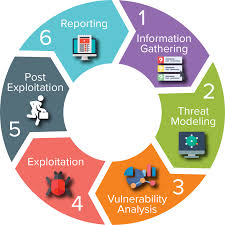 1
Information
Gathering
2
Threat
Modeling
3
Vulnerability
Analysis
4
Exploitation
5
Post
Exploitation
6
Reporting